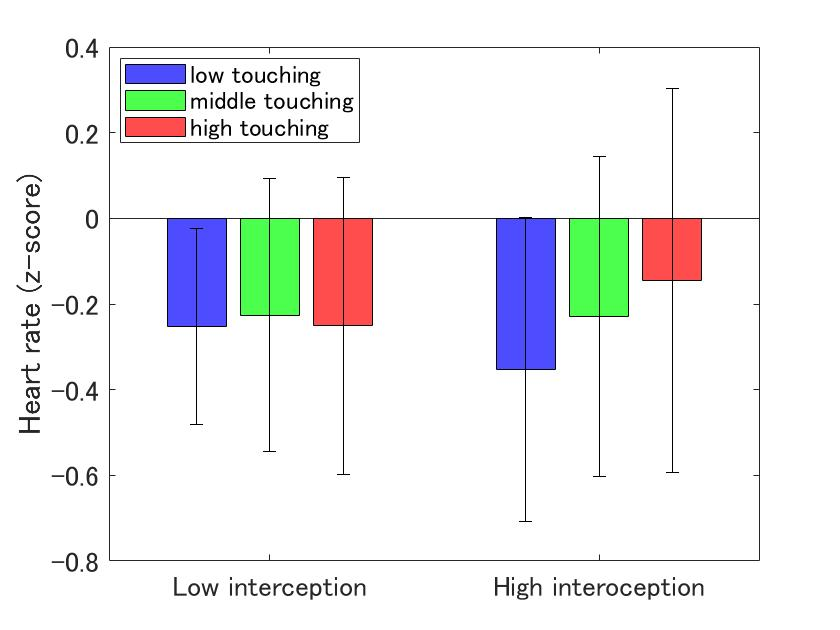 0.4
low touching
middle touching
high touching
0.2
0
−0.2
−0.4
−0.6
−0.8
Heart rate (z−score)
Low interception
High interoception